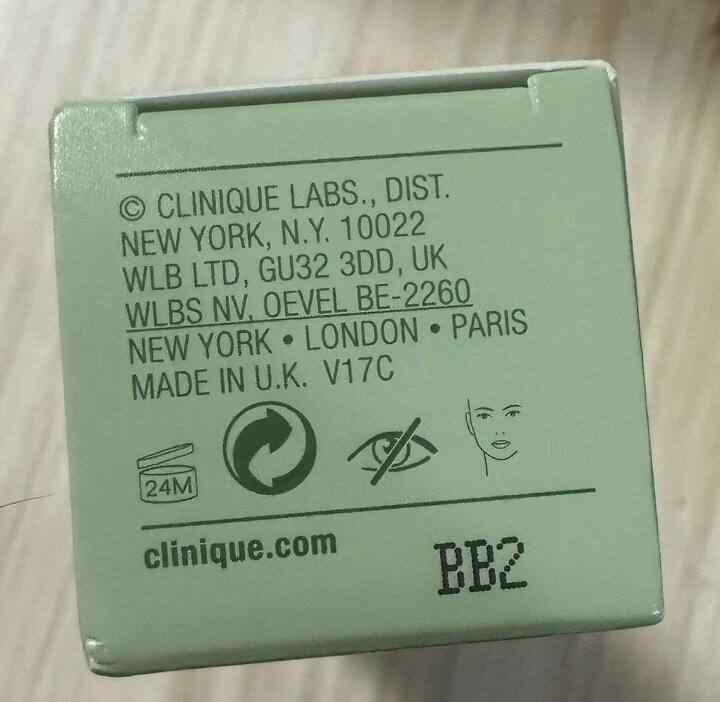 © CLINIQUE LABS., DIST.
NEW YORK, N.Y. 10022
WLB LTD, GU32 3DD, UK
WLBS NV, OEVEL BE-2260
NEW YORK • LONDON • PARIS
MADE IN U.K. V17C
24M
clinique.com
BB2